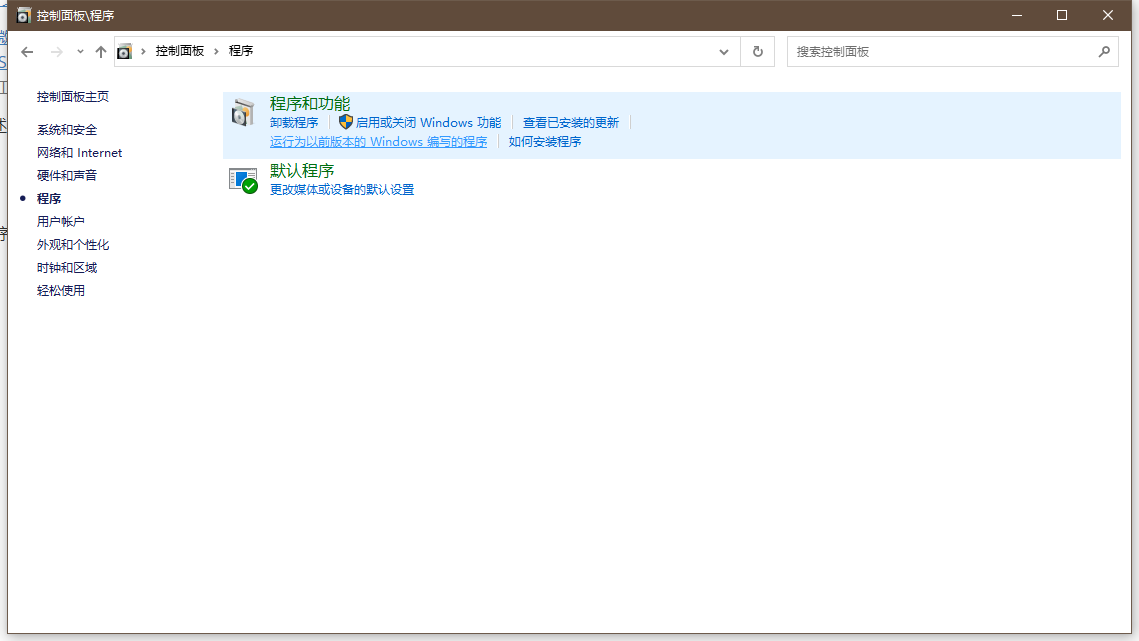 控制面板\程序
控制面板 › 程序
搜索控制面板
控制面板主页
系统和安全
网络和 Internet
硬件和声音
程序
用户帐户
外观和个性化
时钟和区域
轻松使用
程序和功能
卸载程序 启用或关闭 Windows 功能 查看已安装的更新
运行为以前版本的 Windows 编写的程序 如何安装程序
默认程序
更改媒体或设备的默认设置